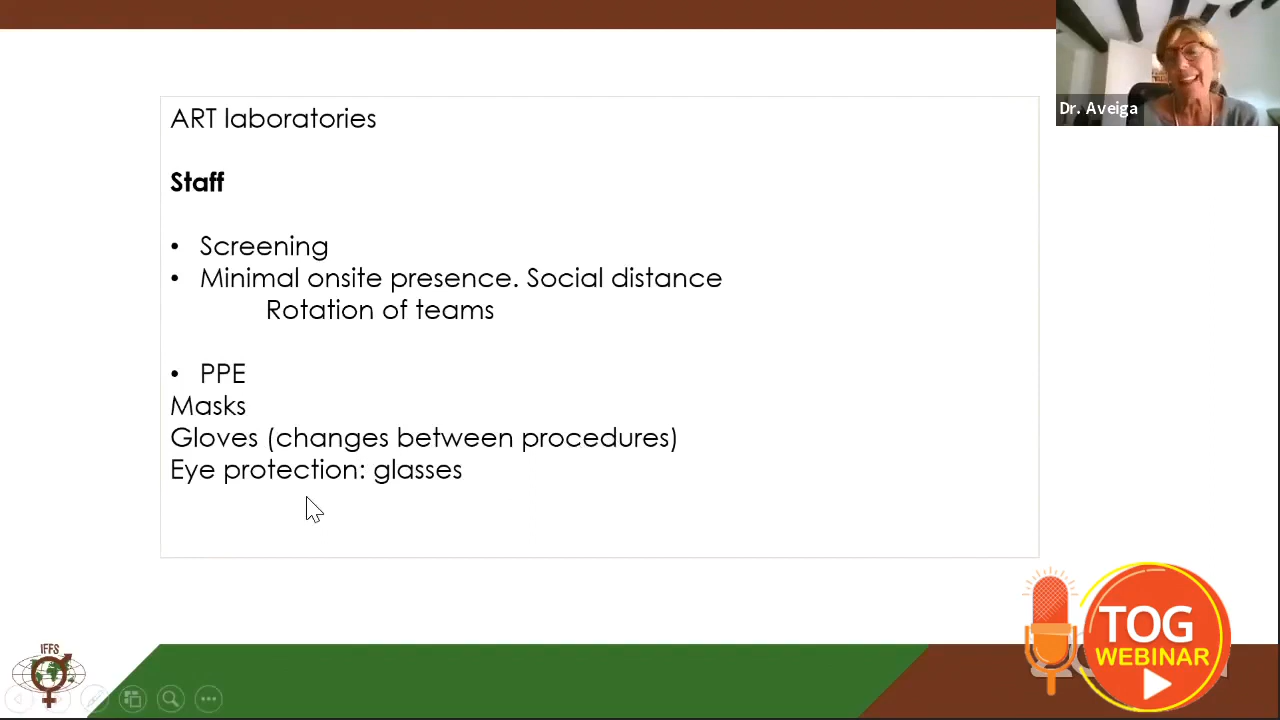 Dr. Aveiga
ART laboratories
Staff
• Screening
• Minimal onsite presence. Social distance
Rotation of teams
• PPE
Masks
Gloves (changes between procedures)
Eye protection: glasses
IFFS
TOG
WEBINAR